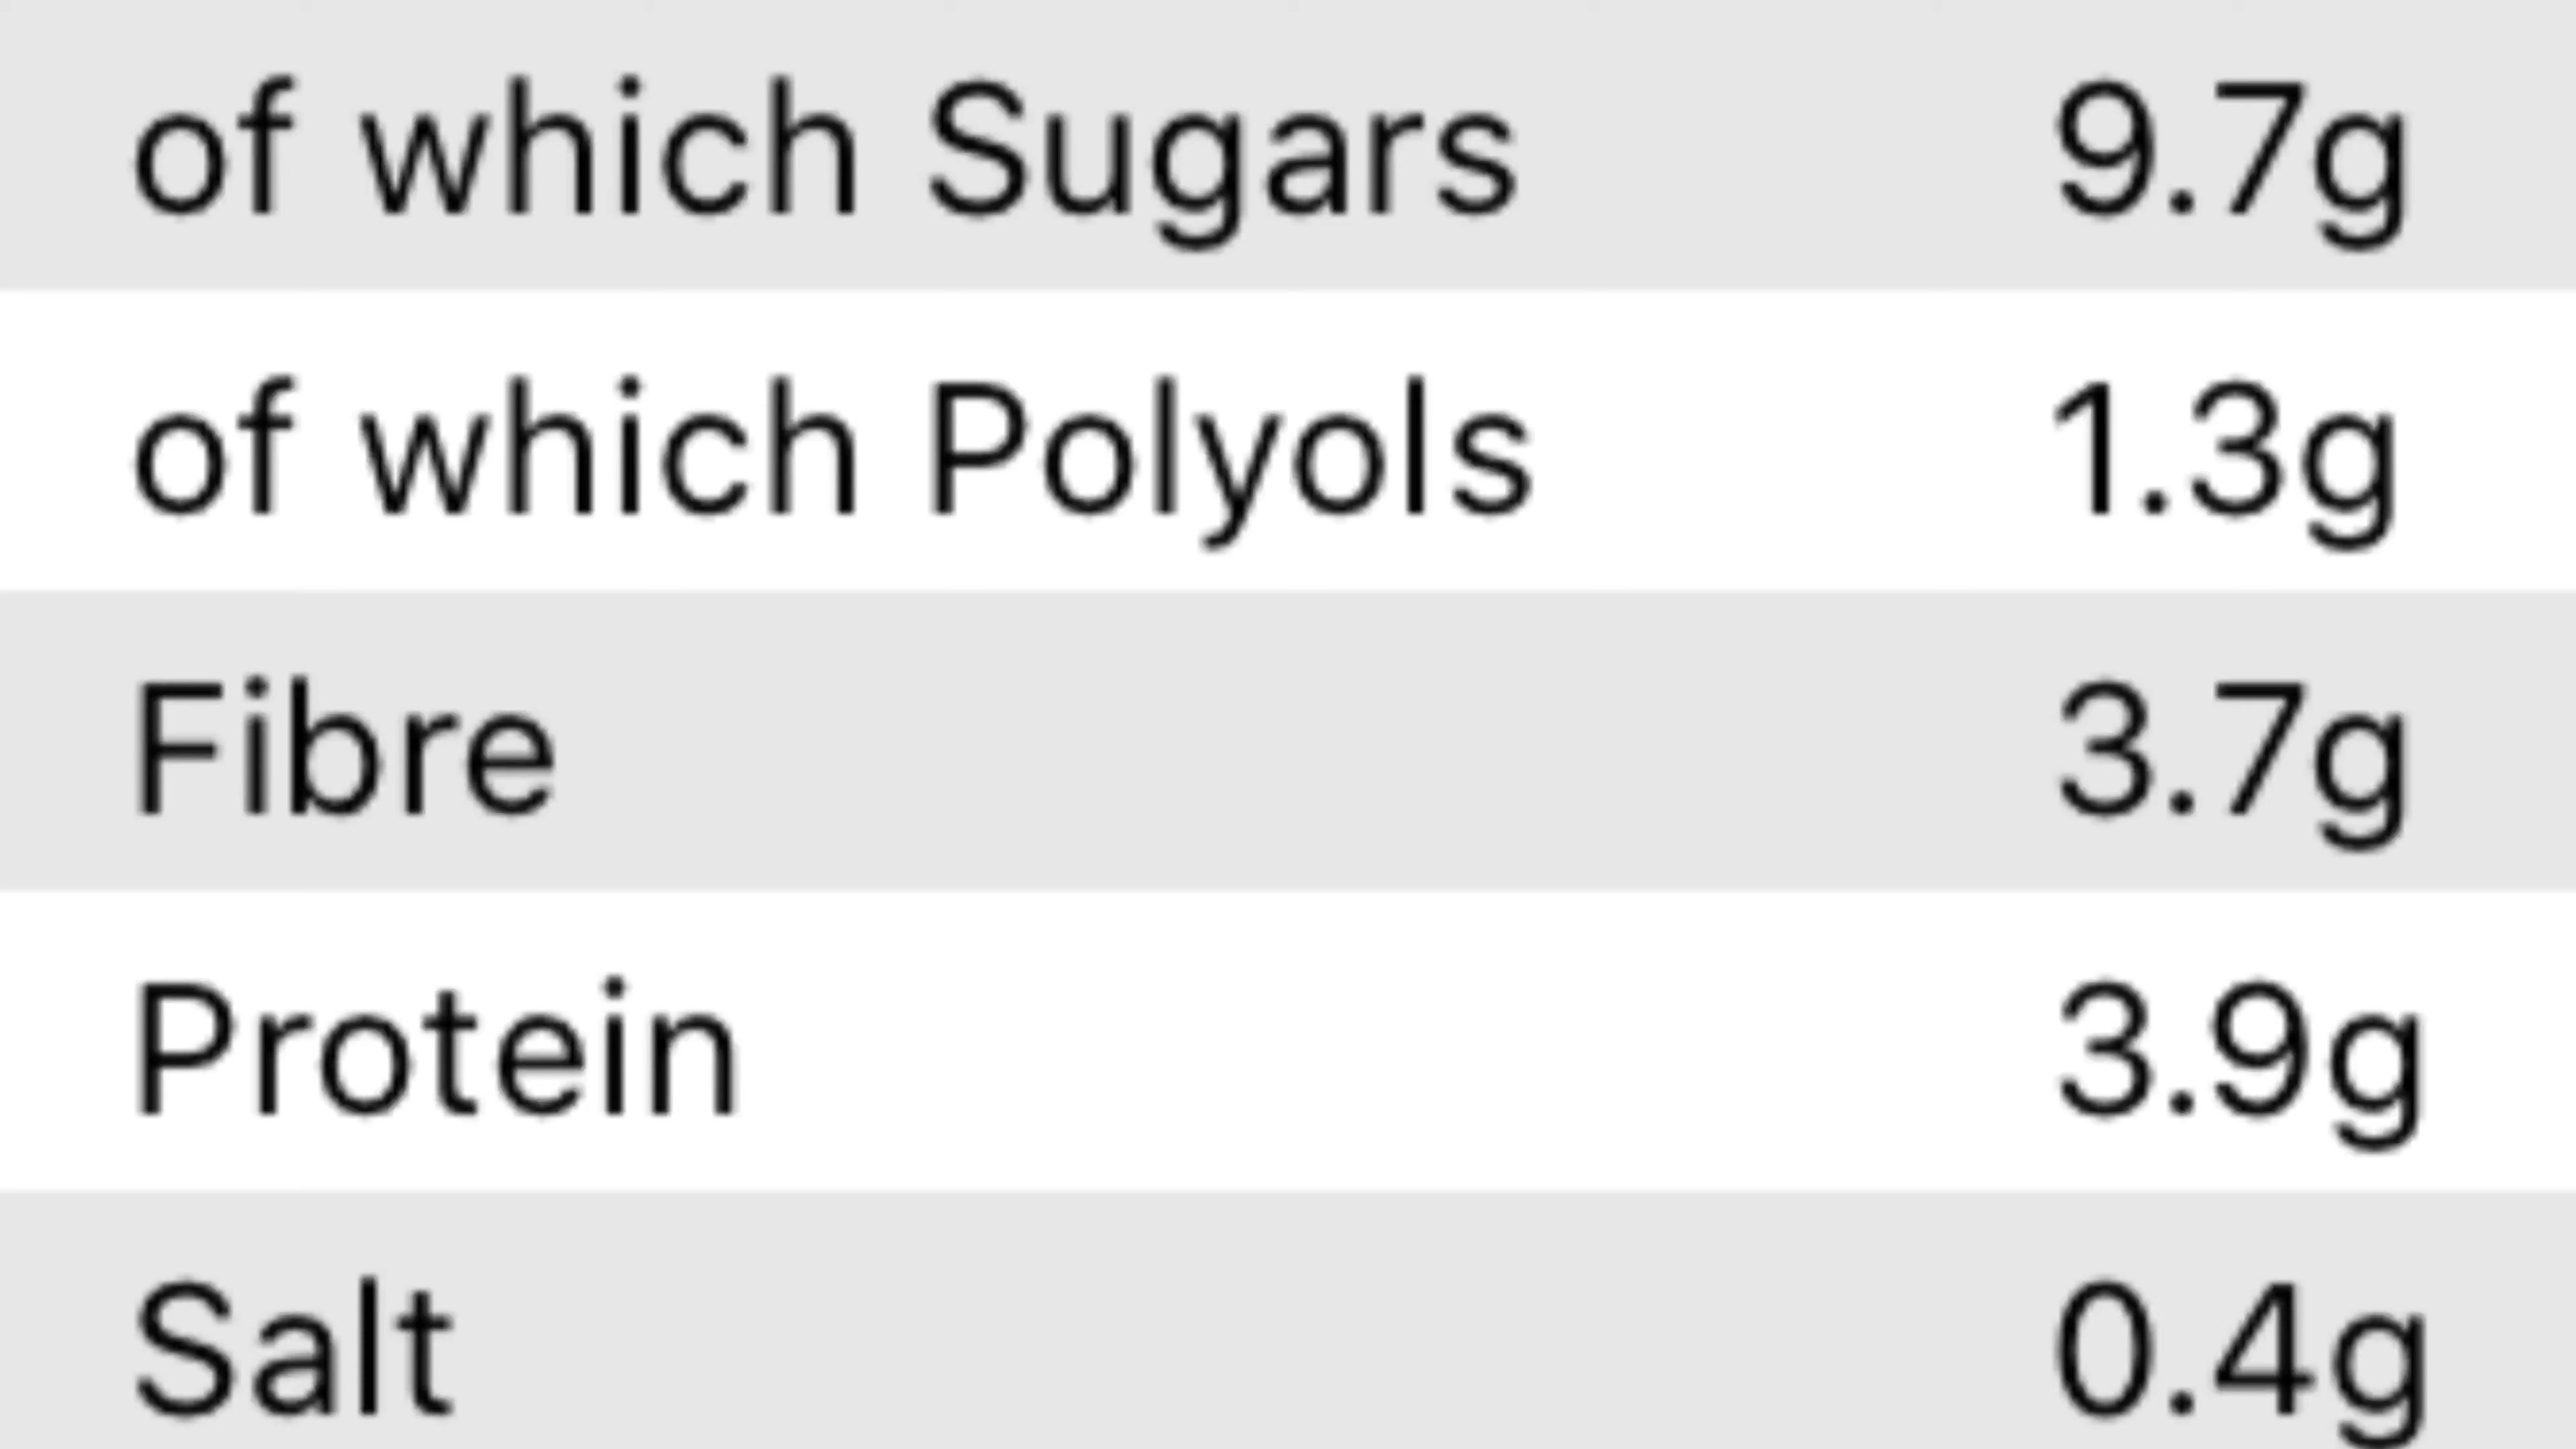 of which Sugars 9.7g
of which Polyols 1.3g
Fibre 3.7g
Protein 3.9g
Salt 0.4g